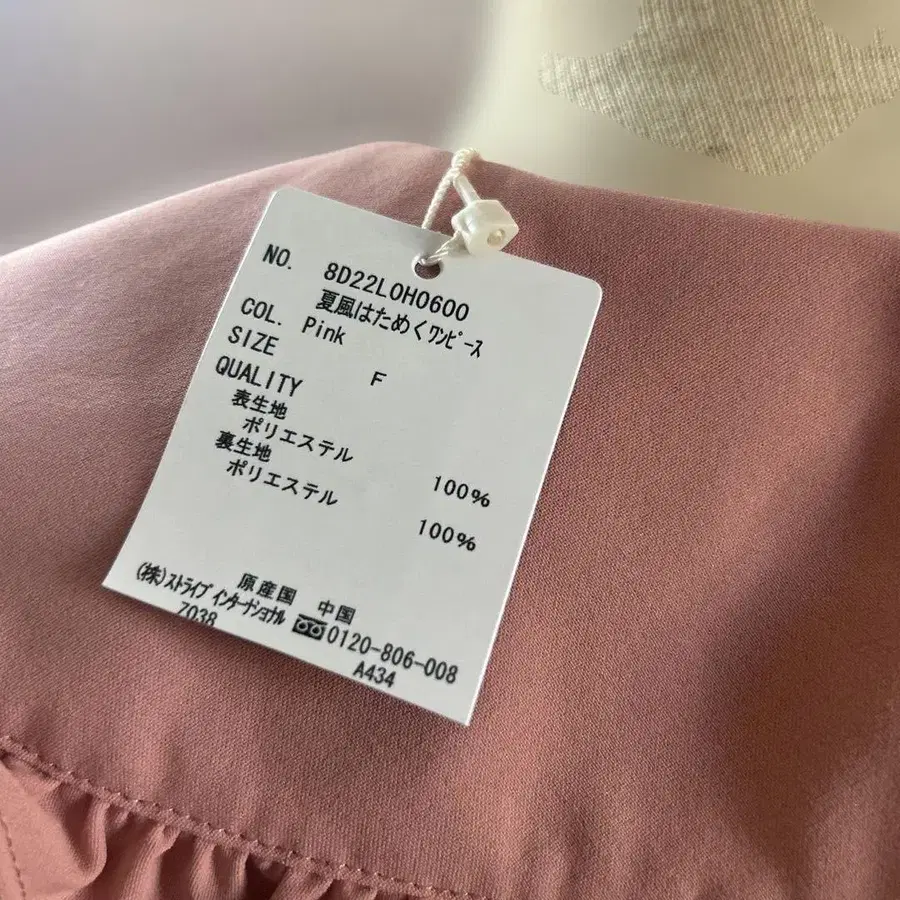 NO. 8D22L0H0600
夏風はためくﾜﾝﾋﾟｰｽ
COL. Pink
SIZE F
QUALITY
表生地
ポリエステル 100%
裏生地
ポリエステル 100%
原産国 中国
(株)ストライプインターナショナル
7038 0120-806-008
A434